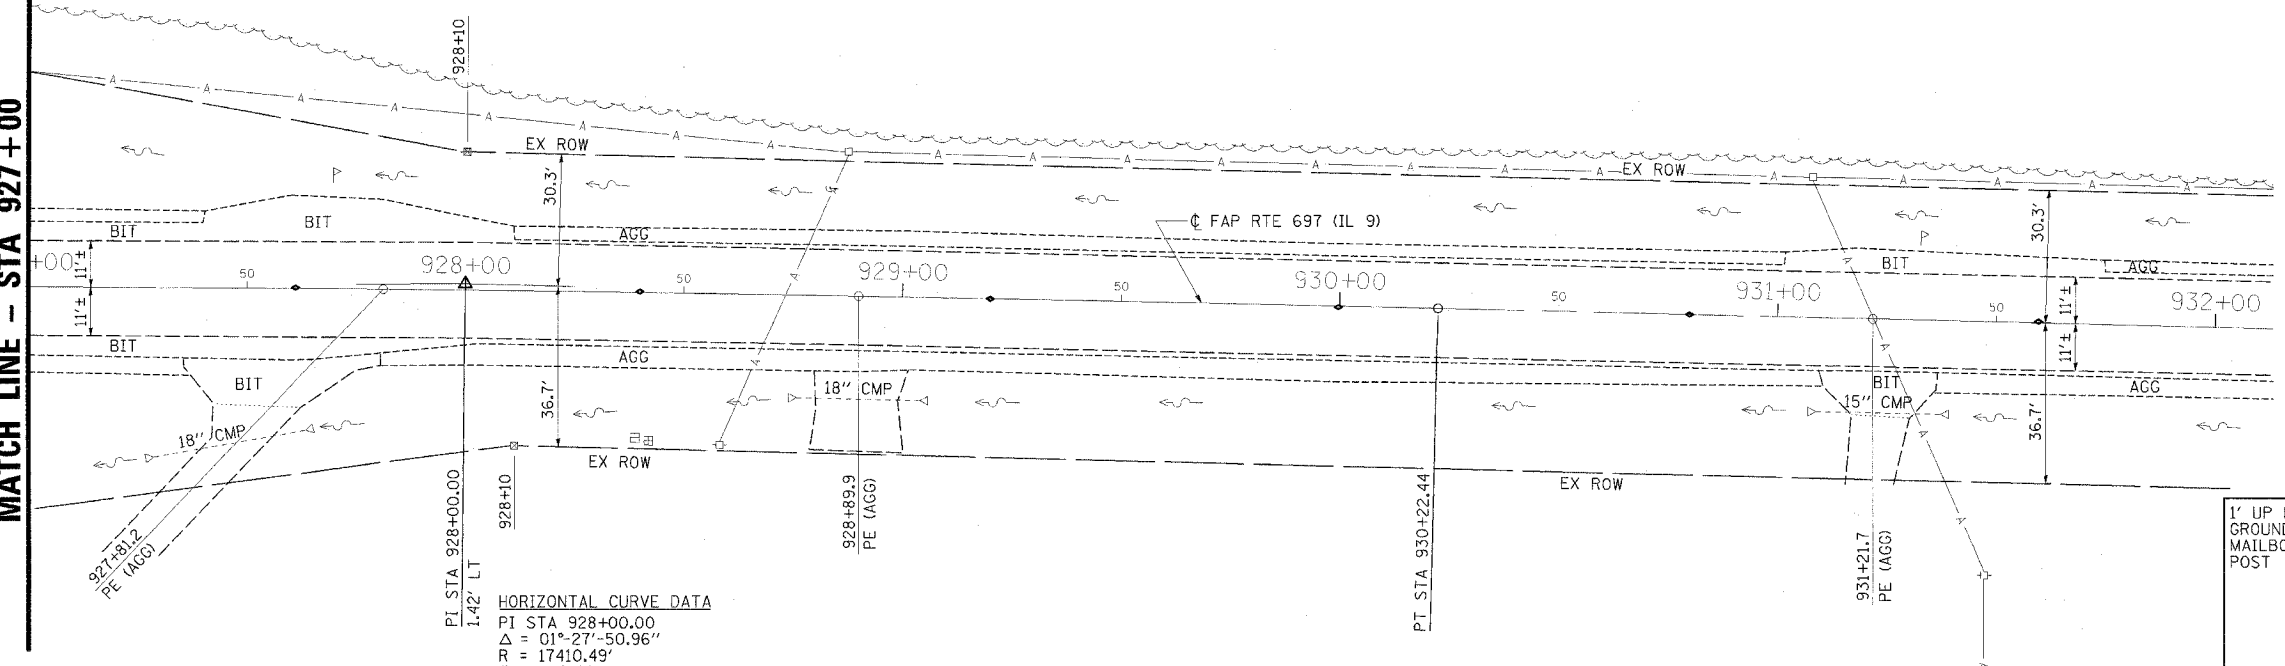 MATCH LINE - STA 927+00
928+10
EX ROW
30.3'
BIT
BIT
AGG
℄ FAP RTE 697 (IL 9)
EX ROW
30.3'
BIT
AGG
+00
11'±
50
928+00
50
929+00
50
930+00
50
931+00
50
932+00
11'±
11'±
11'±
BIT
BIT
AGG
18" CMP
BIT
15" CMP
AGG
18" CMP
36.7'
36.7'
EX ROW
EX ROW
927+81.2
PE (AGG)
PI STA 928+00.00
1.42' LT
928+10
928+89.9
PE (AGG)
PT STA 930+22.44
931+21.7
PE (AGG)
HORIZONTAL CURVE DATA
PI STA 928+00.00
Δ = 01°-27'-50.96"
R = 17410.49'
1' UP
GROUND
MAILBO
POST